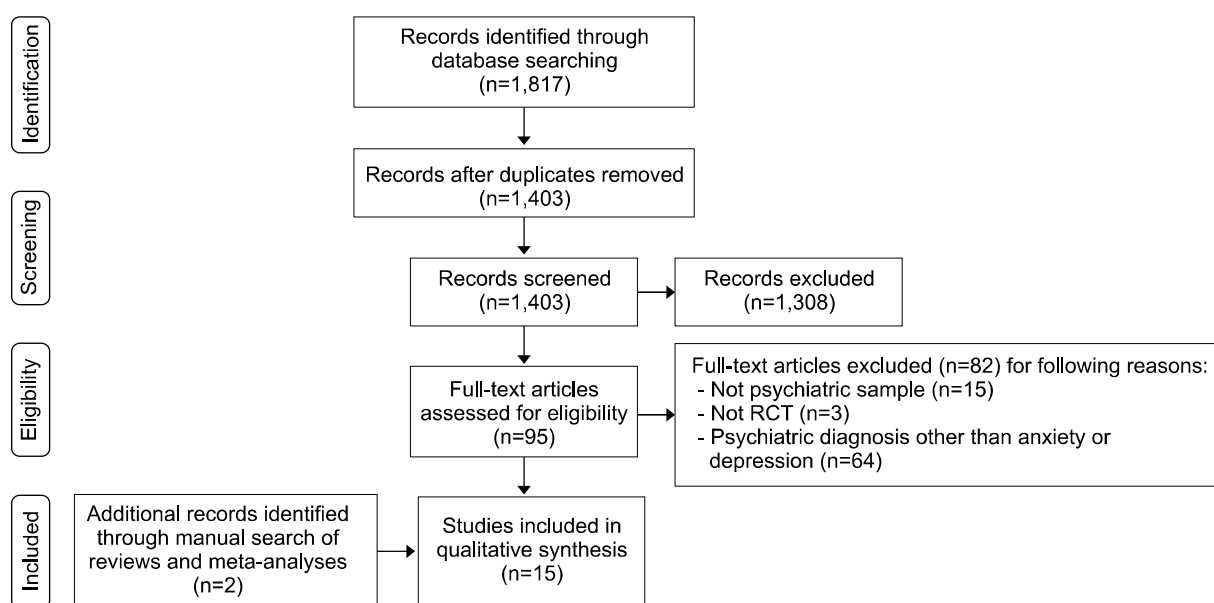 Identification
Records identified through
database searching
(n=1,817)
Records after duplicates removed
(n=1,403)
Screening
Records screened
(n=1,403)
Records excluded
(n=1,308)
Eligibility
Full-text articles
assessed for eligibility
(n=95)
Full-text articles excluded (n=82) for following reasons:
- Not psychiatric sample (n=15)
- Not RCT (n=3)
- Psychiatric diagnosis other than anxiety or
depression (n=64)
Included
Additional records identified
through manual search of
reviews and meta-analyses
(n=2)
Studies included in
qualitative synthesis
(n=15)